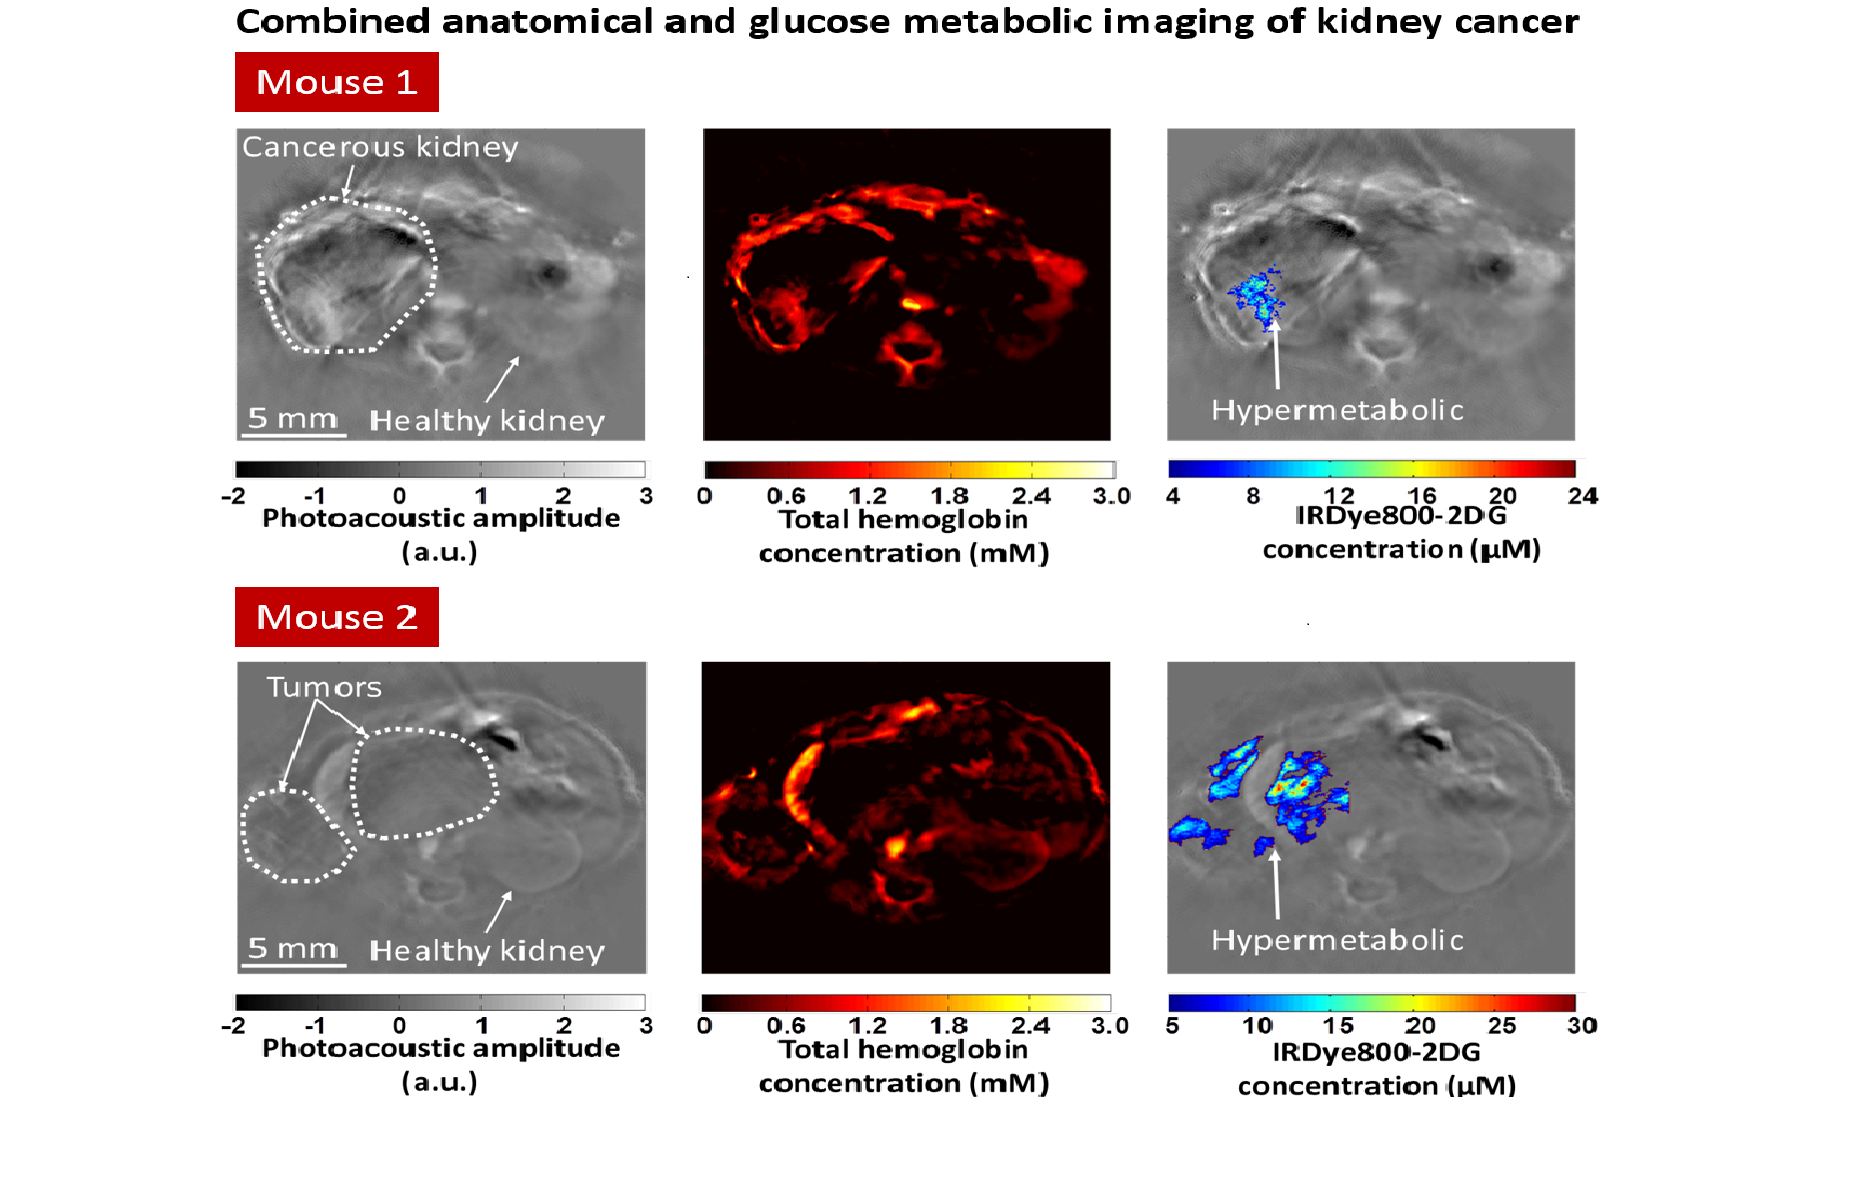 Combined anatomical and glucose metabolic imaging of kidney cancer
Mouse 1
Cancerous kidney
5 mm
Healthy kidney
Hypermetabolic
-2 -1 0 1 2 3
Photoacoustic amplitude
(a.u.)
0 0.6 1.2 1.8 2.4 3.0
Total hemoglobin
concentration (mM)
4 8 12 16 20 24
IRDye800-2DG
concentration (µM)
Mouse 2
Tumors
5 mm
Healthy kidney
Hypermetabolic
-2 -1 0 1 2 3
Photoacoustic amplitude
(a.u.)
0 0.6 1.2 1.8 2.4 3.0
Total hemoglobin
concentration (mM)
5 10 15 20 25 30
IRDye800-2DG
concentration (µM)